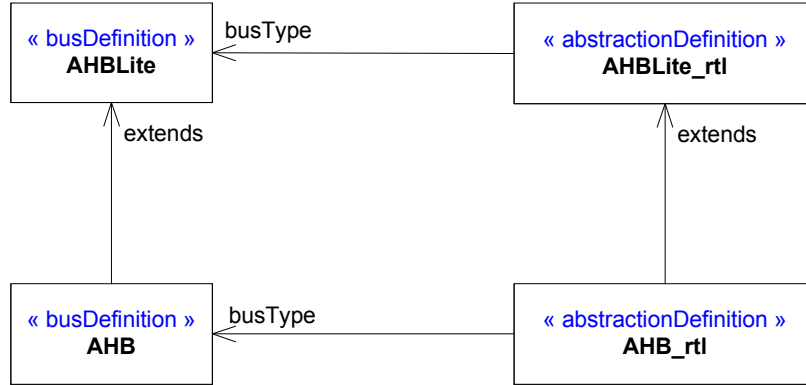 « busDefinition »
AHBLite
busType
« abstractionDefinition »
AHBLite_rtl
extends
extends
« busDefinition »
AHB
busType
« abstractionDefinition »
AHB_rtl